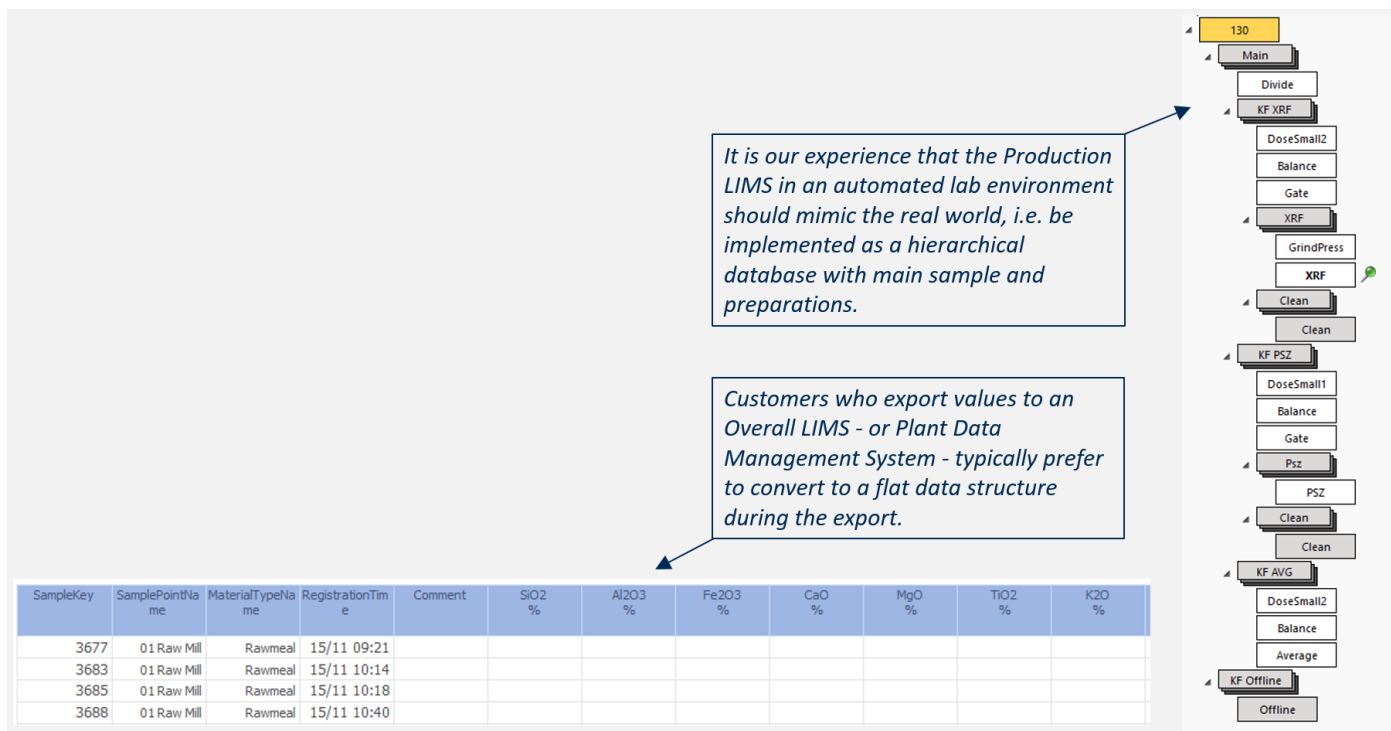 130
Main
Divide
KF XRF
DoseSmall2
Balance
Gate
XRF
GrindPress
XRF
Clean
Clean
KF PSZ
DoseSmall1
Balance
Gate
Psz
PSZ
Clean
Clean
KF AVG
DoseSmall2
Balance
Average
KF Offline
Offline
It is our experience that the Production
LIMS in an automated lab environment
should mimic the real world, i.e. be
implemented as a hierarchical
database with main sample and
preparations.
Customers who export values to an
Overall LIMS - or Plant Data
Management System - typically prefer
to convert to a flat data structure
during the export.
SampleKey SamplePointNa MaterialTypeNa RegistrationTim Comment SiO2 Al2O3 Fe2O3 CaO MgO TiO2 K2O
me me e % % % % % % %
3677 01 Raw Mill Rawmeal 15/11 09:21
3683 01 Raw Mill Rawmeal 15/11 10:14
3685 01 Raw Mill Rawmeal 15/11 10:18
3688 01 Raw Mill Rawmeal 15/11 10:40